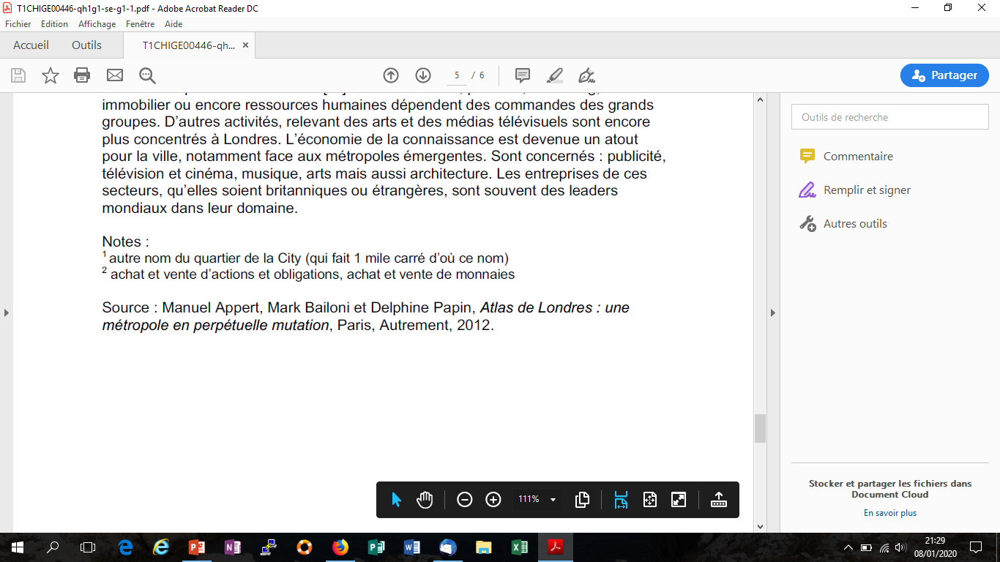 T1CHIGE00446-qh1g1-se-g1-1.pdf - Adobe Acrobat Reader DC
Fichier Edition Affichage Fenêtre Aide
Accueil Outils T1CHIGE00446-qh... ×
5 / 6
Partager
immobilier ou encore ressources humaines dépendent des commandes des grands
groupes. D’autres activités, relevant des arts et des médias télévisuels sont encore
plus concentrés à Londres. L’économie de la connaissance est devenue un atout
pour la ville, notamment face aux métropoles émergentes. Sont concernés : publicité,
télévision et cinéma, musique, arts mais aussi architecture. Les entreprises de ces
secteurs, qu’elles soient britanniques ou étrangères, sont souvent des leaders
mondiaux dans leur domaine.
Notes :
1 autre nom du quartier de la City (qui fait 1 mile carré d’où ce nom)
2 achat et vente d’actions et obligations, achat et vente de monnaies
Source : Manuel Appert, Mark Bailoni et Delphine Papin, Atlas de Londres : une
métropole en perpétuelle mutation, Paris, Autrement, 2012.
Outils de recherche
Commentaire
Remplir et signer
Autres outils
Stocker et partager les fichiers dans
Document Cloud
En savoir plus
111%
21:29
08/01/2020